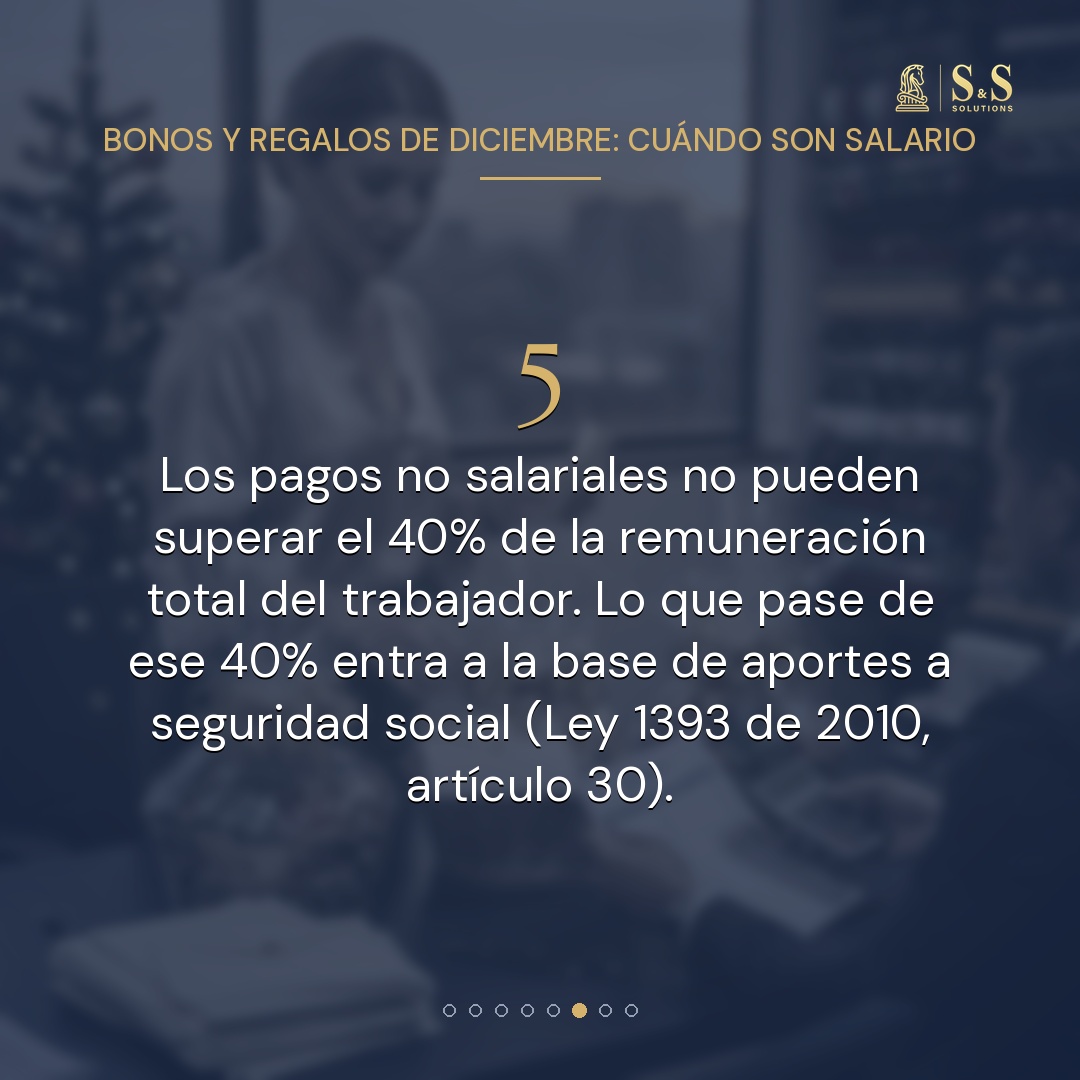 S&S
SOLUTIONS
BONOS Y REGALOS DE DICIEMBRE: CUÁNDO SON SALARIO
5
Los pagos no salariales no pueden
superar el 40% de la remuneración
total del trabajador. Lo que pase de
ese 40% entra a la base de aportes a
seguridad social (Ley 1393 de 2010,
artículo 30).